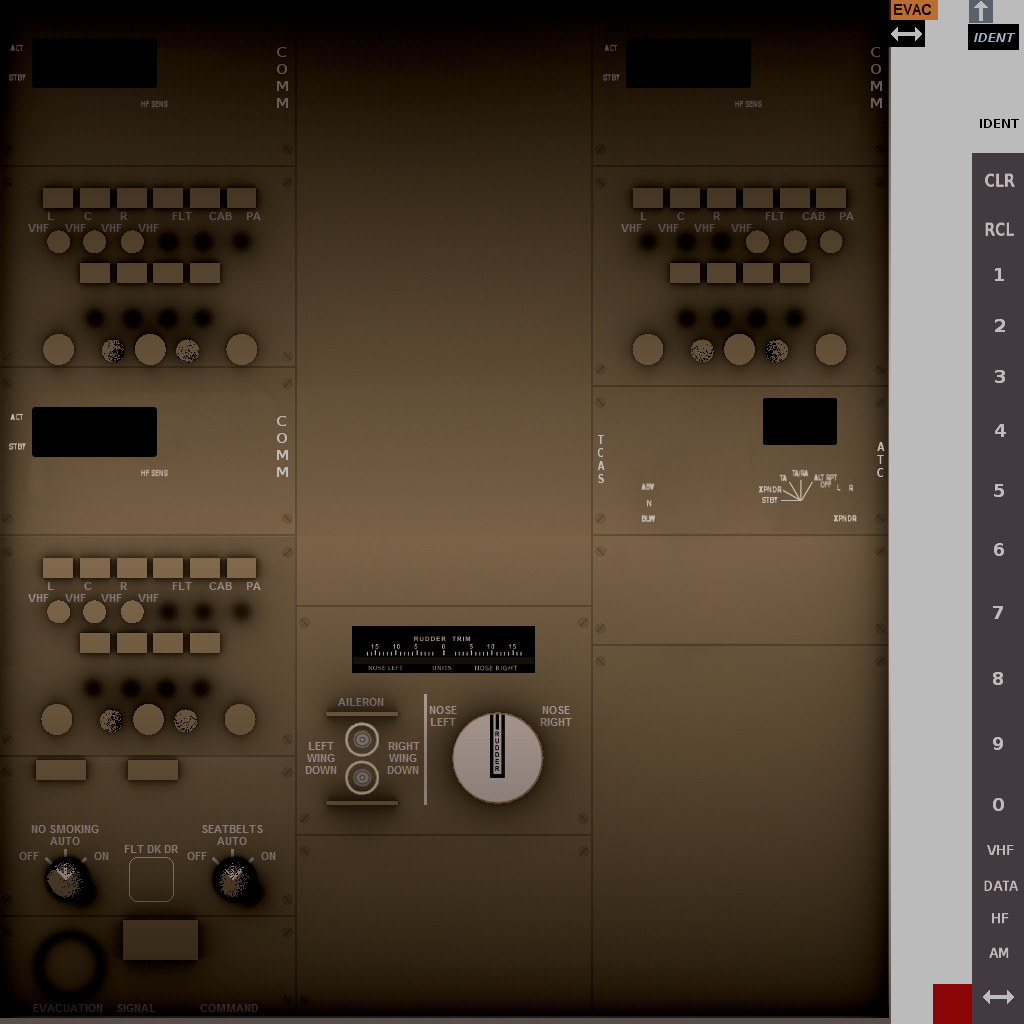 EVAC
IDENT
IDENT
CLR
RCL
1
2
3
4
5
6
7
8
9
0
VHF
DATA
HF
AM
ACT
STBY
HF SENS
COMM
ACT
STBY
HF SENS
COMM
L C R FLT CAB PA
VHF VHF VHF VHF
L C R FLT CAB PA
VHF VHF VHF VHF
ACT
STBY
HF SENS
COMM
TCAS
ABV
N
BLW
TA TA/RA ALT RPT
OFF
XPNDR
STBY
L R
XPNDR
ATC
L C R FLT CAB PA
VHF VHF VHF VHF
RUDDER TRIM
15 10 5 0 5 10 15
NOSE LEFT UNITS NOSE RIGHT
AILERON
LEFT
WING
DOWN
RIGHT
WING
DOWN
NOSE
LEFT
NOSE
RIGHT
RUDDER
NO SMOKING
AUTO
OFF ON
FLT DK DR
SEATBELTS
AUTO
OFF ON
EVACUATION SIGNAL COMMAND